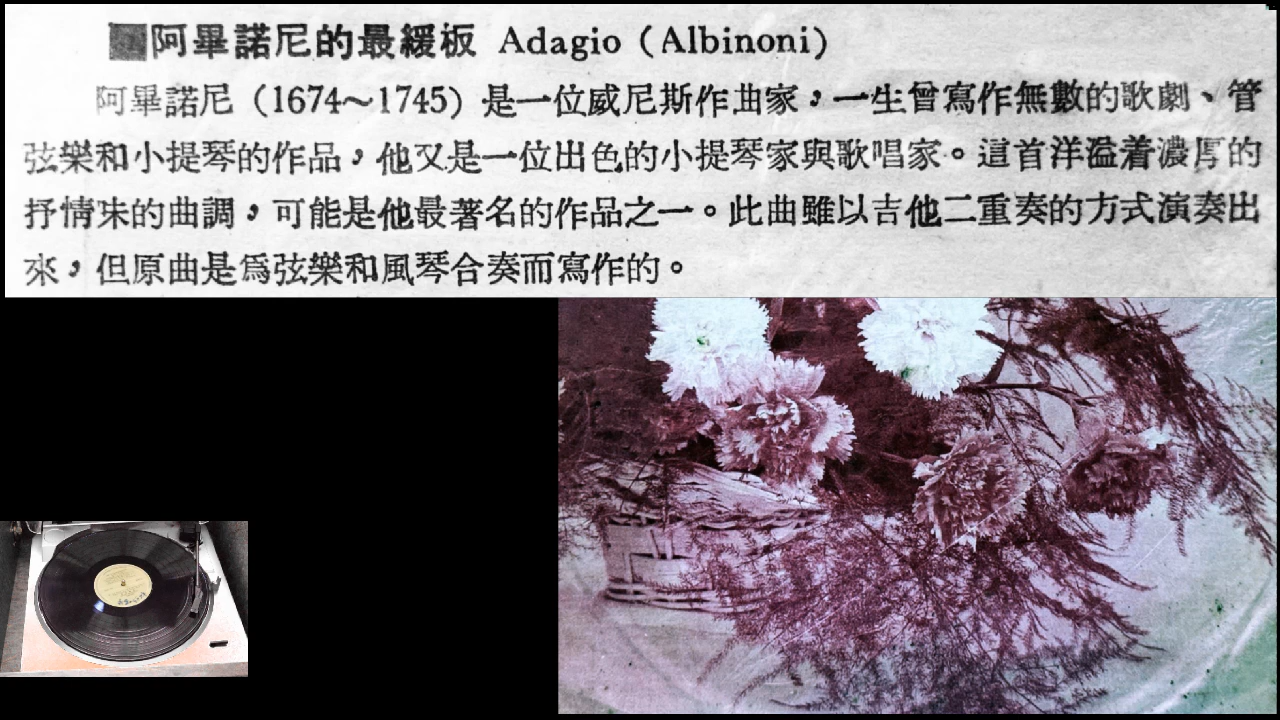 阿畢諾尼的最緩板 Adagio (Albinoni)
阿畢諾尼（1674～1745）是一位威尼斯作曲家，一生曾寫作無數的歌劇、管
弦樂和小提琴的作品，他又是一位出色的小提琴家與歌唱家。這首洋溢着濃厚的
抒情味的曲調，可能是他最著名的作品之一。此曲雖以吉他二重奏的方式演奏出
來，但原曲是爲弦樂和風琴合奏而寫作的。